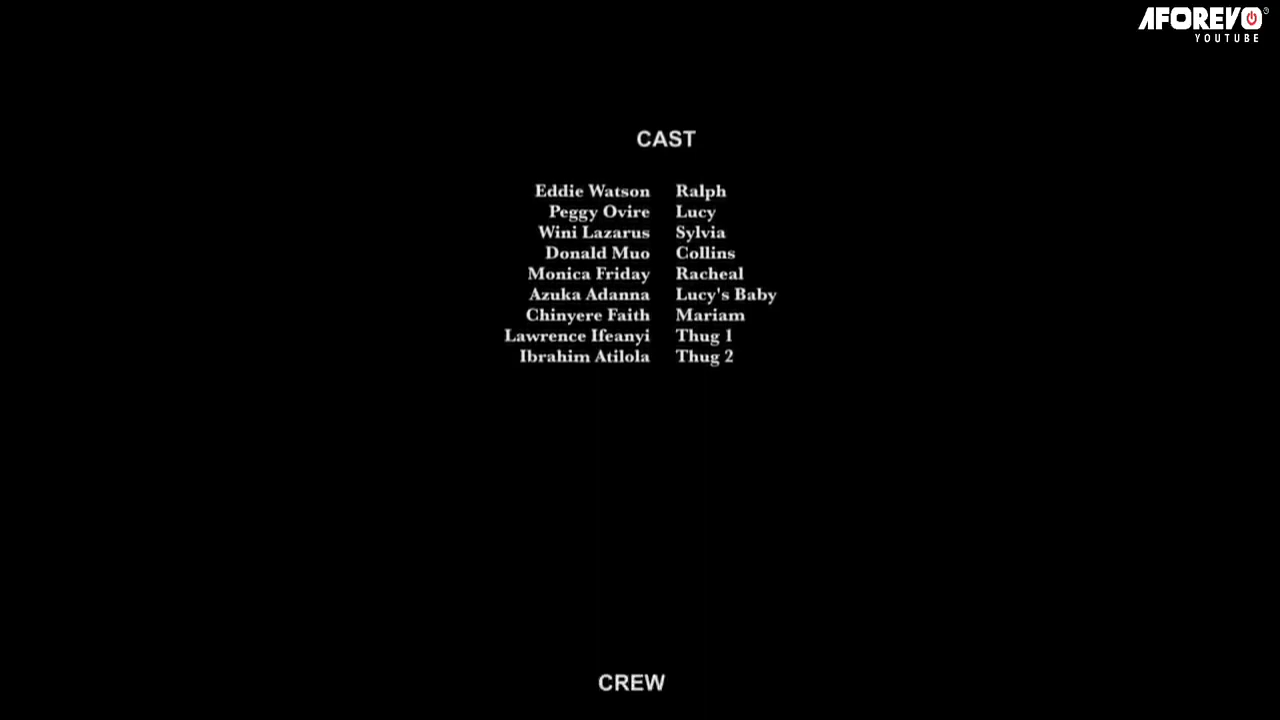 AFOREVO
YOUTUBE
CAST
Eddie Watson Ralph
Peggy Ovire Lucy
Wini Lazarus Sylvia
Donald Muo Collins
Monica Friday Racheal
Azuka Adanna Lucy's Baby
Chinyere Faith Mariam
Lawrence Ifeanyi Thug 1
Ibrahim Atilola Thug 2
CREW